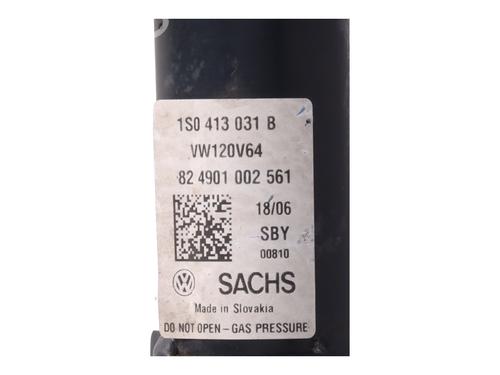 1S0 413 031 B
VW120V64
82 4901 002 561
18/06
SBY
00810
SACHS
Made in Slovakia
DO NOT OPEN - GAS PRESSURE